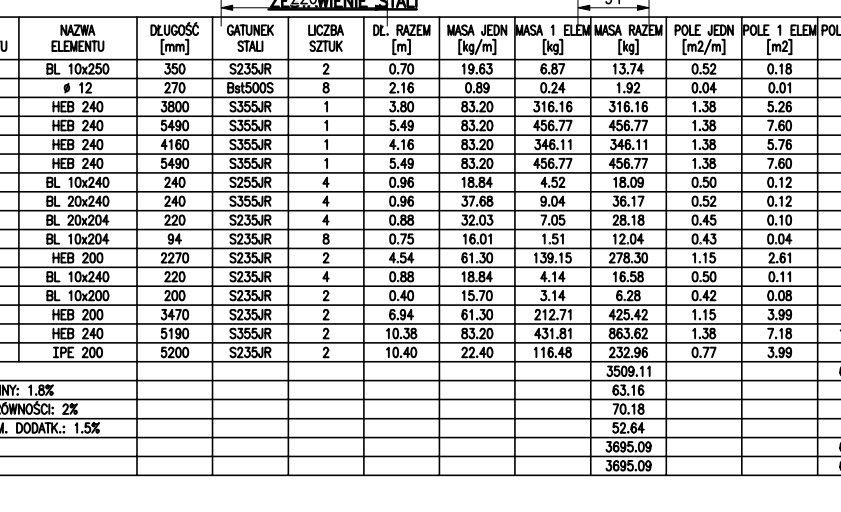 ZESTAWIENIE STALI
NAZWA ELEMENTU DŁUGOŚĆ [mm] GATUNEK STALI LICZBA SZTUK DŁ. RAZEM [m] MASA JEDN [kg/m] MASA 1 ELEM [kg] MASA RAZEM [kg] POLE JEDN [m2/m] POLE 1 ELEM [m2]
BL 10x250 350 S235JR 2 0.70 19.63 6.87 13.74 0.52 0.18
ø 12 270 Bst500S 8 2.16 0.89 0.24 1.92 0.04 0.01
HEB 240 3800 S355JR 1 3.80 83.20 316.16 316.16 1.38 5.26
HEB 240 5490 S355JR 1 5.49 83.20 456.77 456.77 1.38 7.60
HEB 240 4160 S355JR 1 4.16 83.20 346.11 346.11 1.38 5.76
HEB 240 5490 S355JR 1 5.49 83.20 456.77 456.77 1.38 7.60
BL 10x240 240 S255JR 4 0.96 18.84 4.52 18.09 0.50 0.12
BL 20x240 240 S355JR 4 0.96 37.68 9.04 36.17 0.52 0.12
BL 20x204 220 S235JR 4 0.88 32.03 7.05 28.18 0.45 0.10
BL 10x204 94 S235JR 8 0.75 16.01 1.51 12.04 0.43 0.04
HEB 200 2270 S235JR 2 4.54 61.30 139.15 278.30 1.15 2.61
BL 10x240 220 S235JR 4 0.88 18.84 4.14 16.58 0.50 0.11
BL 10x200 200 S235JR 2 0.40 15.70 3.14 6.28 0.42 0.08
HEB 200 3470 S235JR 2 6.94 61.30 212.71 425.42 1.15 3.99
HEB 240 5190 S355JR 2 10.38 83.20 431.81 863.62 1.38 7.18
IPE 200 5200 S235JR 2 10.40 22.40 116.48 232.96 0.77 3.99
3509.11
NY: 1.8% 63.16
RÓWNOŚCI: 2% 70.18
M. DODATK.: 1.5% 52.64
3695.09
3695.09